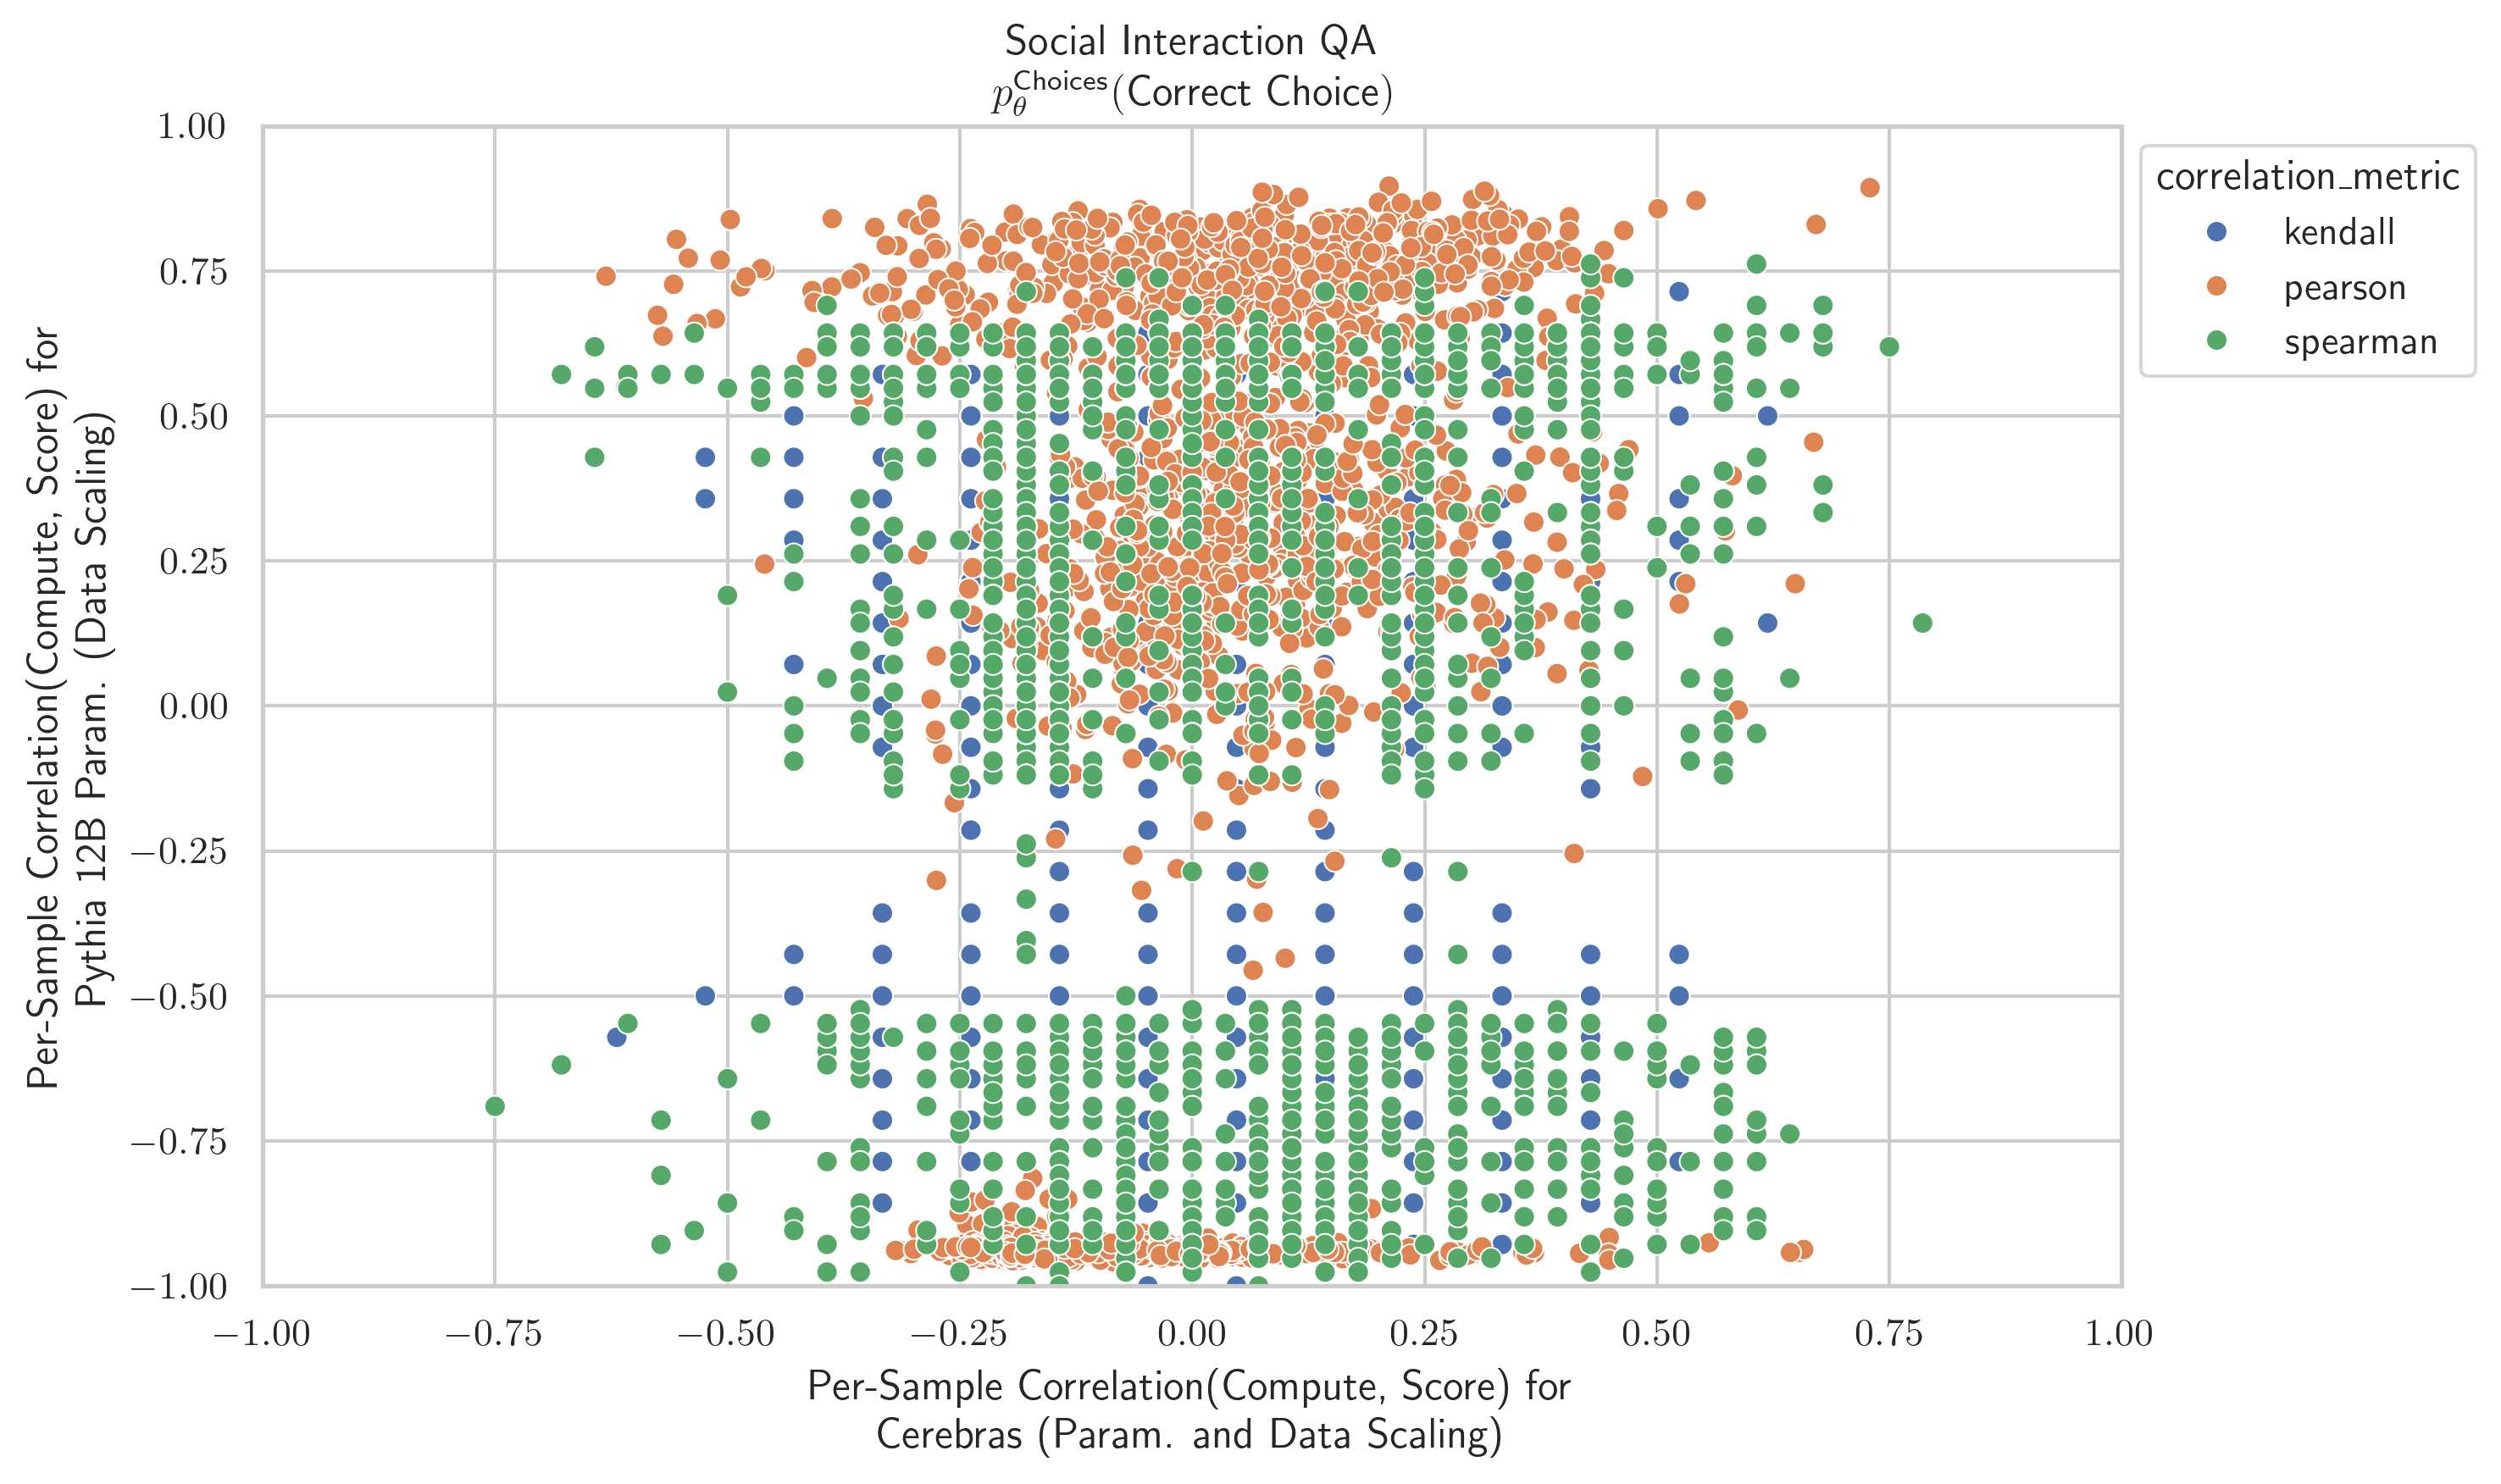 Social Interaction QA
p_θ^Choices(Correct Choice)
Per-Sample Correlation(Compute, Score) for
Pythia 12B Param. (Data Scaling)
1.00
0.75
0.50
0.25
0.00
−0.25
−0.50
−0.75
−1.00
−1.00 −0.75 −0.50 −0.25 0.00 0.25 0.50 0.75 1.00
Per-Sample Correlation(Compute, Score) for
Cerebras (Param. and Data Scaling)
correlation_metric
kendall
pearson
spearman